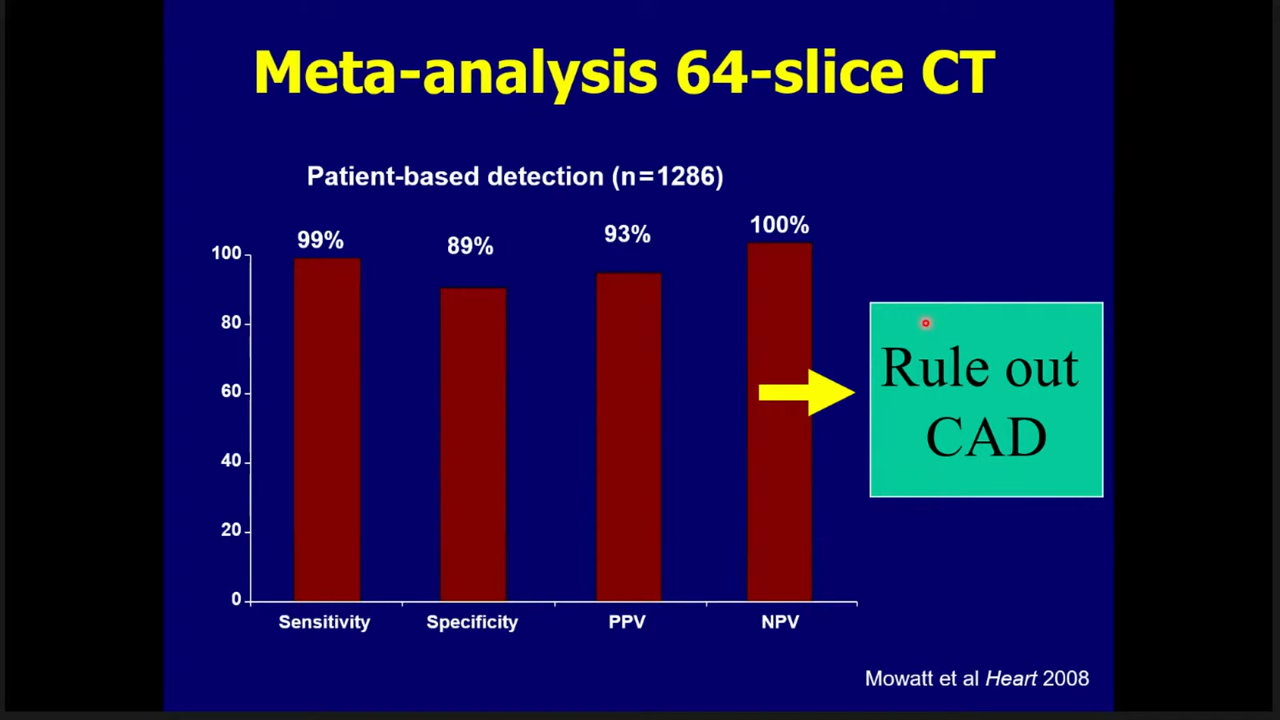 Meta-analysis 64-slice CT
Patient-based detection (n=1286)
99%
89%
93%
100%
100
80
60
40
20
0
Sensitivity
Specificity
PPV
NPV
Rule out
CAD
Mowatt et al Heart 2008